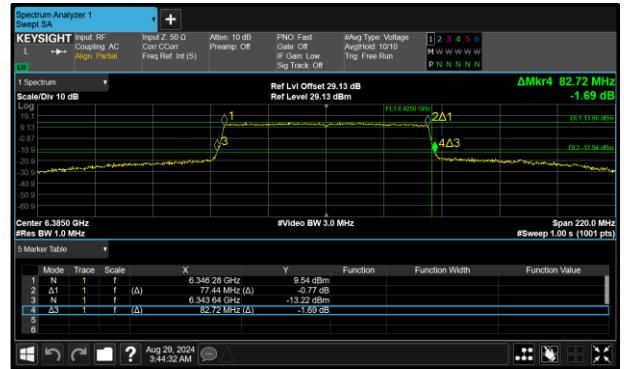 Spectrum Analyzer 1
Swept SA
KEYSIGHT Input: RF Input Z: 50 Ω Atten: 10 dB PNO: Fast #Avg Type: Voltage 1 2 3 4 5 6
L Coupling: AC Corr CCorr Preamp: Off Gate: Off Avg|Hold: 10/10 M W W W W W
Align: Partial Freq Ref: Int (S) IF Gain: Low Trig: Free Run
Sig Track: Off P N N N N N
LXI
1 Spectrum Ref Lvl Offset 29.13 dB ΔMkr4 82.72 MHz
Scale/Div 10 dB Ref Level 29.13 dBm -1.69 dB
Log
FL3 6.4250 GHz
19.1
1 2Δ1 DL1 13.06 dBm
9.13
-0.87
3 4Δ3
-10.9
DL2 -12.94 dBm
-20.9
-30.9
-40.9
-50.9
-60.9
Center 6.3850 GHz #Video BW 3.0 MHz Span 220.0 MHz
#Res BW 1.0 MHz #Sweep 1.00 s (1001 pts)
5 Marker Table
Mode Trace Scale X Y Function Function Width Function Value
1 N 1 f 6.346 28 GHz 9.54 dBm
2 Δ1 1 f (Δ) 77.44 MHz (Δ) -0.77 dB
3 N 1 f 6.343 64 GHz -13.22 dBm
4 Δ3 1 f (Δ) 82.72 MHz (Δ) -1.69 dB
5
6
? Aug 29, 2024
3:44:32 AM